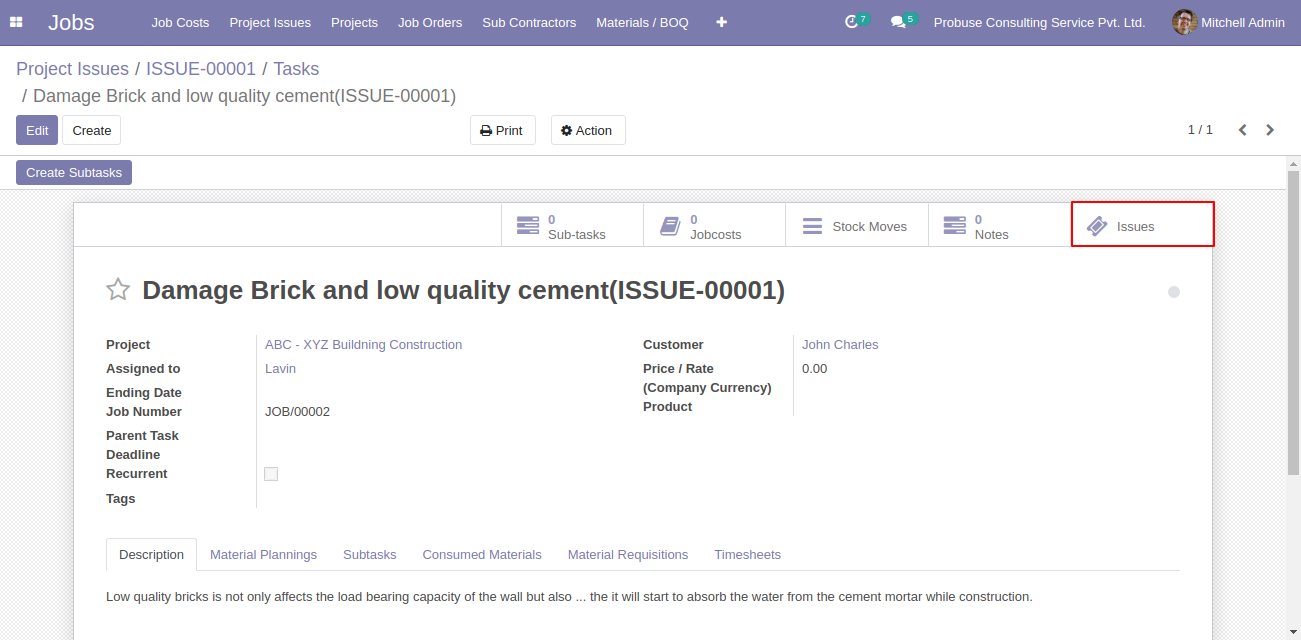 Jobs Job Costs Project Issues Projects Job Orders Sub Contractors Materials / BOQ 7 5 Probuse Consulting Service Pvt. Ltd. Mitchell Admin
Project Issues / ISSUE-00001 / Tasks
/ Damage Brick and low quality cement(ISSUE-00001)
Edit Create Print Action 1 / 1
Create Subtasks
0 Sub-tasks 0 Jobcosts Stock Moves 0 Notes Issues
Damage Brick and low quality cement(ISSUE-00001)
Project ABC - XYZ Buildning Construction Customer John Charles
Assigned to Lavin Price / Rate 0.00
Ending Date (Company Currency)
Job Number JOB/00002 Product
Parent Task
Deadline
Recurrent
Tags
Description Material Plannings Subtasks Consumed Materials Material Requisitions Timesheets
Low quality bricks is not only affects the load bearing capacity of the wall but also ... the it will start to absorb the water from the cement mortar while construction.